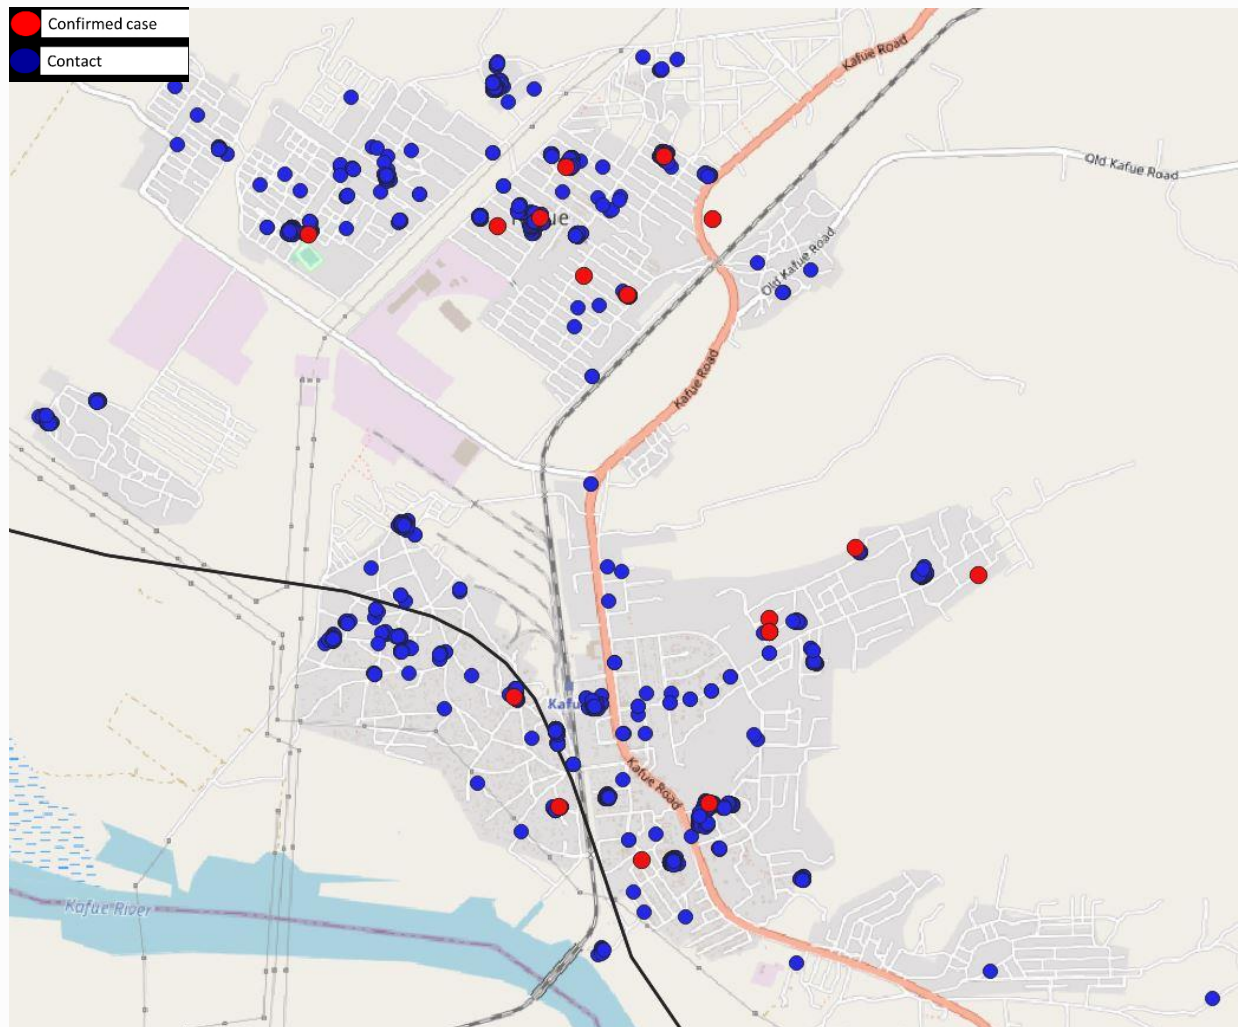 Confirmed case
Contact
Kafue Road
Old Kafue Road
Old Kafue Road
Kafue Road
Kafue Road
Kafue River